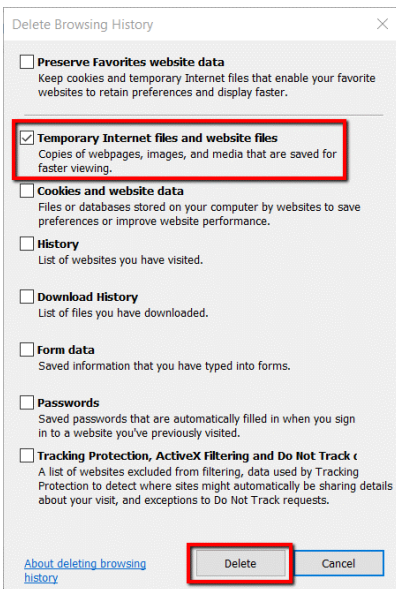 Delete Browsing History
Preserve Favorites website data
Keep cookies and temporary Internet files that enable your favorite
websites to retain preferences and display faster.
Temporary Internet files and website files
Copies of webpages, images, and media that are saved for
faster viewing.
Cookies and website data
Files or databases stored on your computer by websites to save
preferences or improve website performance.
History
List of websites you have visited.
Download History
List of files you have downloaded.
Form data
Saved information that you have typed into forms.
Passwords
Saved passwords that are automatically filled in when you sign
in to a website you've previously visited.
Tracking Protection, ActiveX Filtering and Do Not Track
A list of websites excluded from filtering, data used by Tracking
Protection to detect where sites might automatically be sharing details
about your visit, and exceptions to Do Not Track requests.
About deleting browsing
history
Delete
Cancel